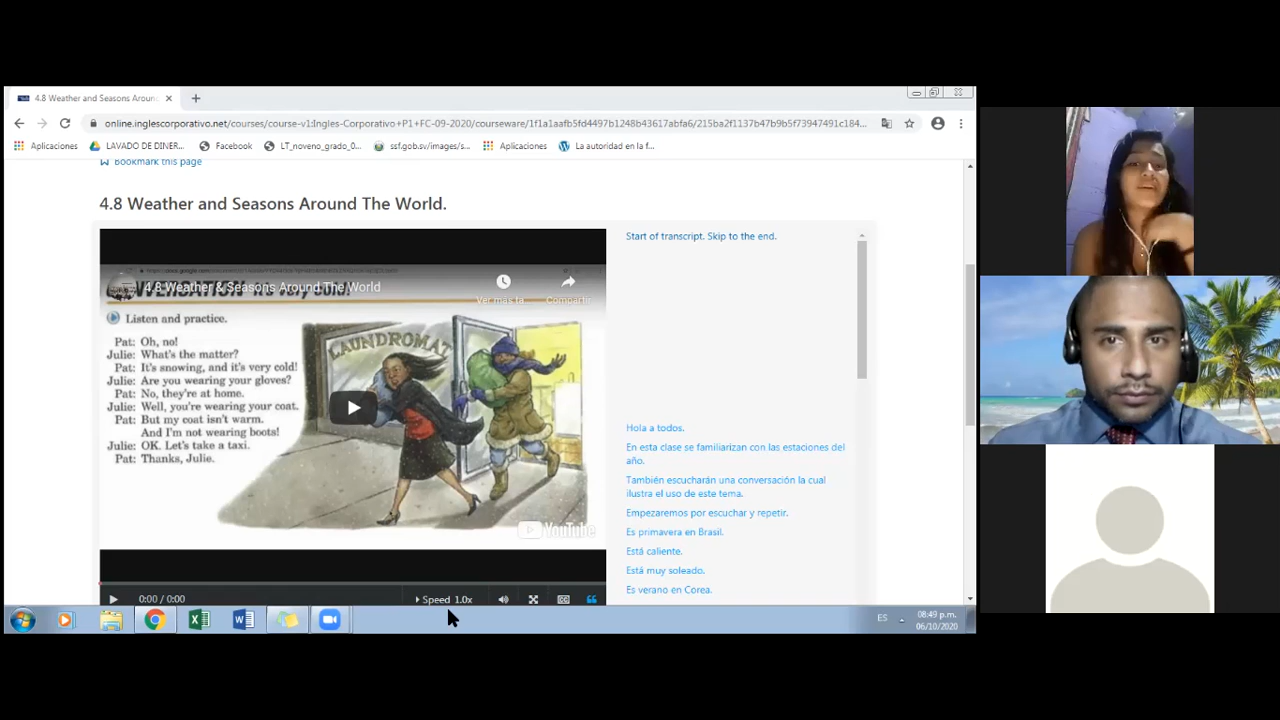 4.8 Weather and Seasons Aroun
online.inglescorporativo.net/courses/course-v1:Ingles-Corporativo+P1+FC-09-2020/courseware/1f1a1aafb5fd4497b1248b43617abfa6/215ba2f1137b47b9b5f73947491c184...
Aplicaciones LAVADO DE DINER... Facebook LT_noveno_grado_0... ssf.gob.sv/images/s... Aplicaciones La autoridad en la f...
Bookmark this page
4.8 Weather and Seasons Around The World.
Start of transcript. Skip to the end.
4.8 Weather & Seasons Around The World
Ver más ta...
Listen and practice.
LAUNDROMAT
Pat: Oh, no!
Julie: What's the matter?
Pat: It's snowing, and it's very cold!
Julie: Are you wearing your gloves?
Pat: No, they're at home.
Julie: Well, you're wearing your coat.
Pat: But my coat isn't warm.
And I'm not wearing boots!
Julie: OK. Let's take a taxi.
Pat: Thanks, Julie.
YouTube
0:00 / 0:00 Speed 1.0x
Hola a todos.
En esta clase se familiarizan con las estaciones del
año.
También escucharán una conversación la cual
ilustra el uso de este tema.
Empezaremos por escuchar y repetir.
Es primavera en Brasil.
Está caliente.
Está muy soleado.
Es verano en Corea.
ES 08:49 p.m.
06/10/2020